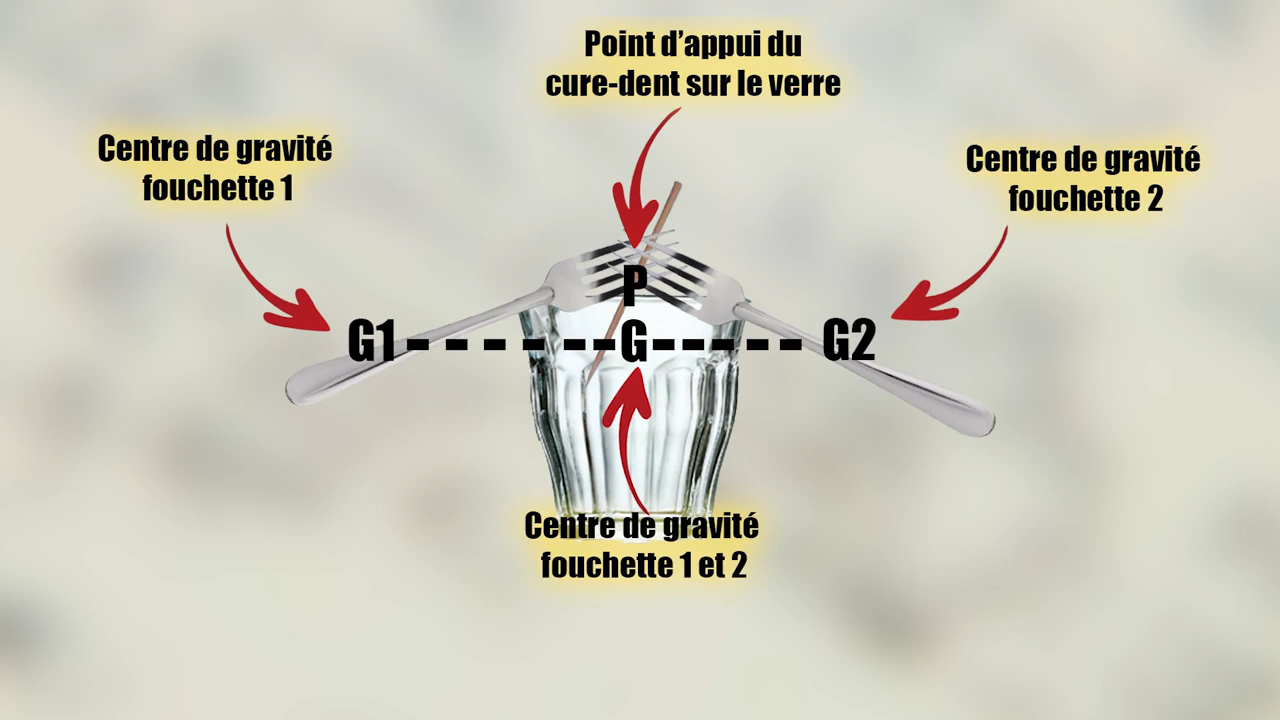 Point d’appui du
cure-dent sur le verre
Centre de gravité
fouchette 1
Centre de gravité
fouchette 2
P
G1 - - - - - - G - - - - - G2
Centre de gravité
fouchette 1 et 2